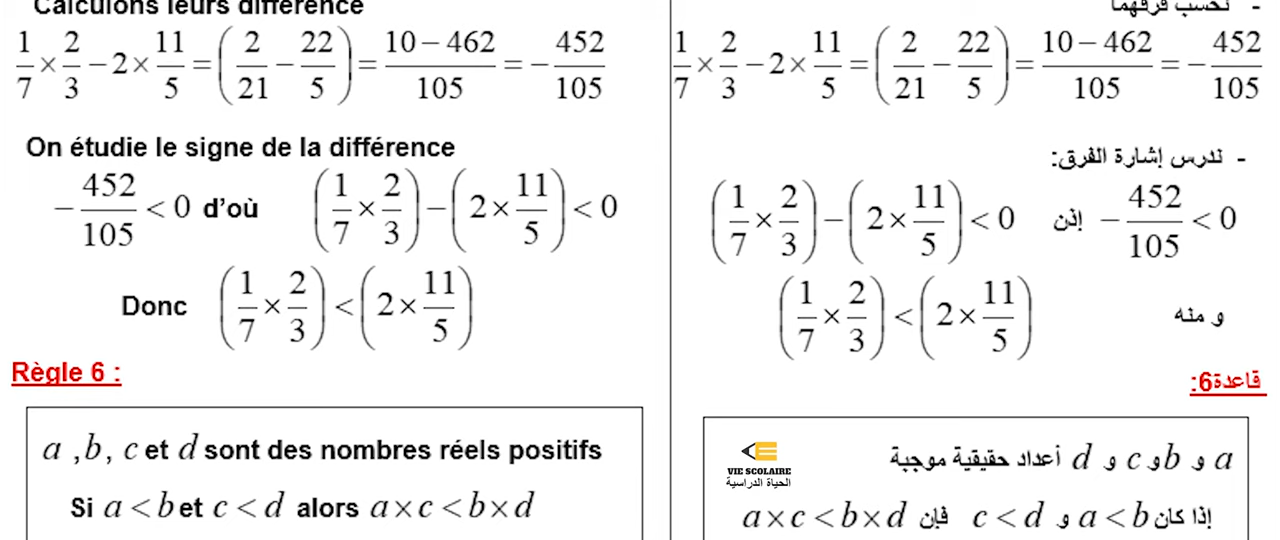 Calculons leurs différence
1/7 × 2/3 − 2 × 11/5 = (2/21 − 22/5) = (10 − 462)/105 = − 452/105
On étudie le signe de la différence
− 452/105 < 0 d’où (1/7 × 2/3) − (2 × 11/5) < 0
Donc (1/7 × 2/3) < (2 × 11/5)
Règle 6 :
a , b , c et d sont des nombres réels positifs
Si a < b et c < d alors a × c < b × d
- نحسب فرقهما
1/7 × 2/3 − 2 × 11/5 = (2/21 − 22/5) = (10 − 462)/105 = − 452/105
- ندرس إشارة الفرق:
− 452/105 < 0 إذن (1/7 × 2/3) − (2 × 11/5) < 0
و منه (1/7 × 2/3) < (2 × 11/5)
قاعدة6:
a و b و c و d أعداد حقيقية موجبة
إذا كان a < b و c < d فإن a × c < b × d
VIE SCOLAIRE
الحياة الدراسية